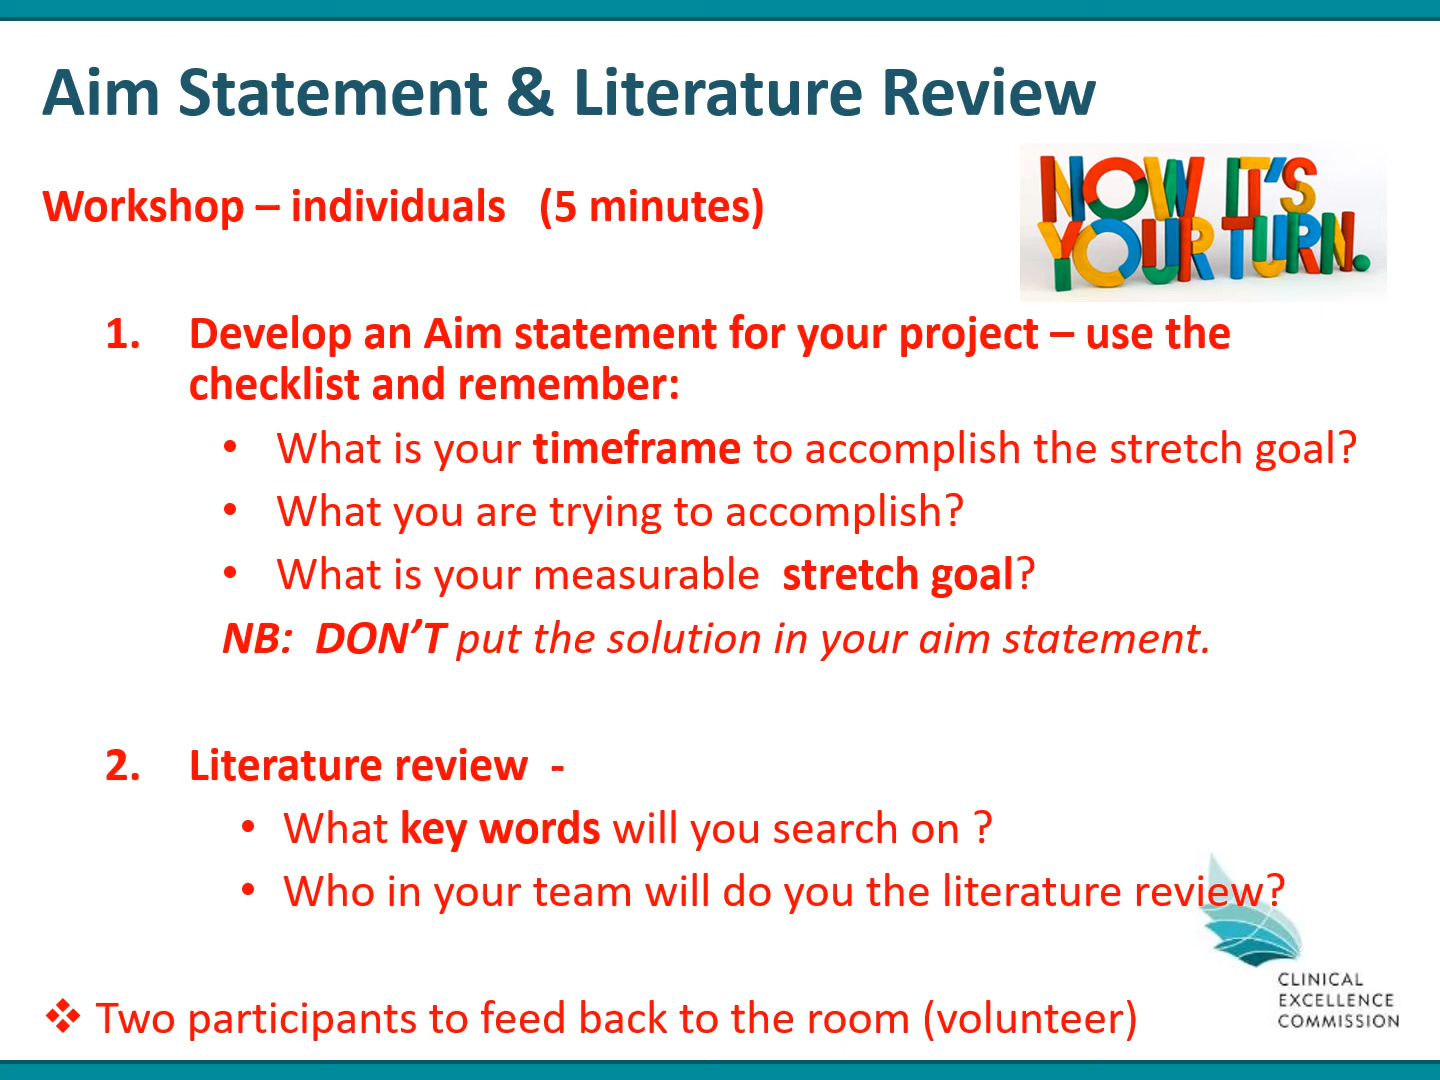 Aim Statement & Literature Review
Workshop – individuals (5 minutes)
NOW IT'S
YOUR TURN.
1. Develop an Aim statement for your project – use the
checklist and remember:
• What is your timeframe to accomplish the stretch goal?
• What you are trying to accomplish?
• What is your measurable stretch goal?
NB: DON'T put the solution in your aim statement.
2. Literature review -
• What key words will you search on ?
• Who in your team will do you the literature review?
❖ Two participants to feed back to the room (volunteer)
CLINICAL
EXCELLENCE
COMMISSION